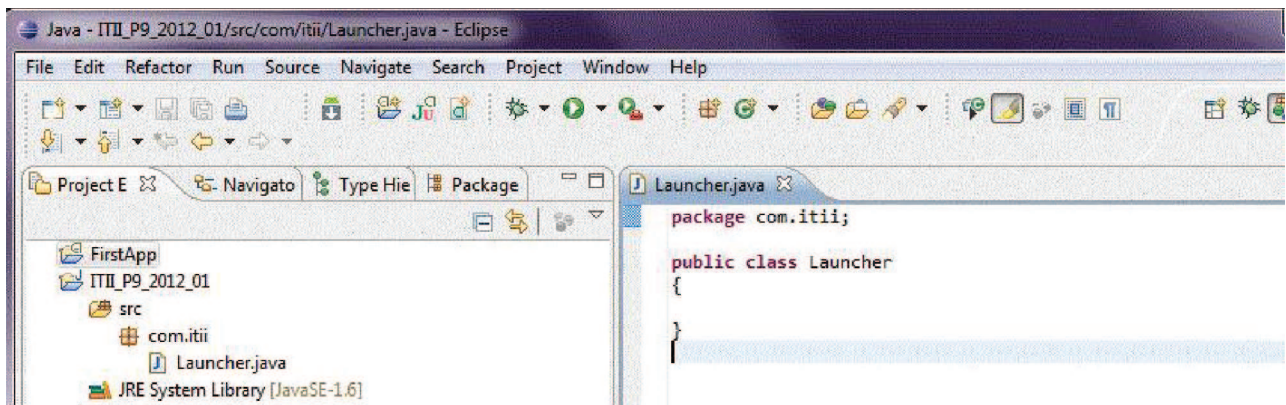 Java - ITII_P9_2012_01/src/com/itii/Launcher.java - Eclipse
File Edit Refactor Run Source Navigate Search Project Window Help
Project E Navigato Type Hie Package
Launcher.java
FirstApp
ITII_P9_2012_01
src
com.itii
Launcher.java
JRE System Library [JavaSE-1.6]
package com.itii;
public class Launcher
{
}